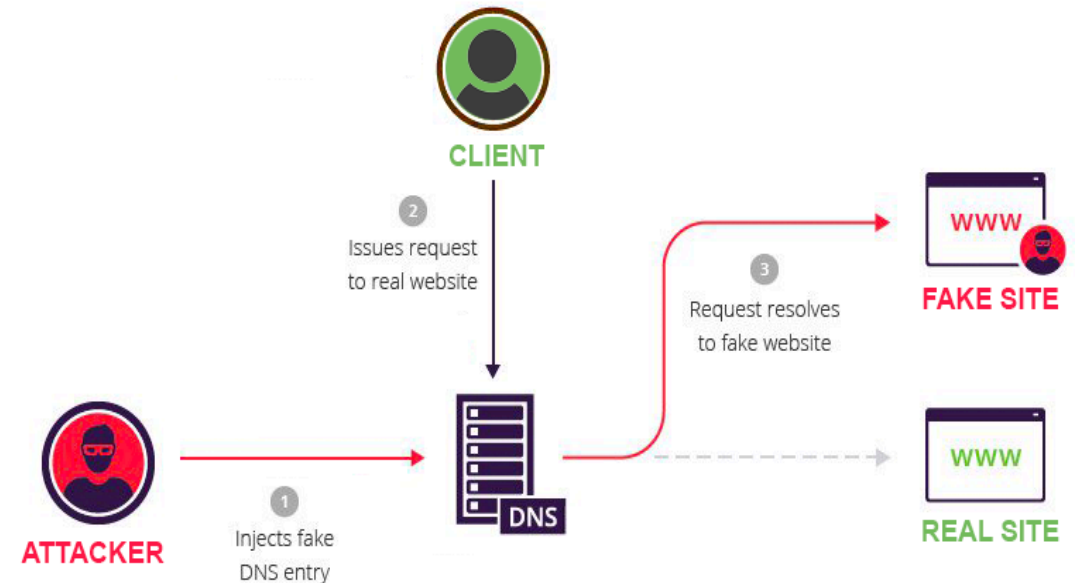 CLIENT
2
Issues request
to real website
3
Request resolves
to fake website
www
FAKE SITE
1
Injects fake
DNS entry
ATTACKER
DNS
www
REAL SITE